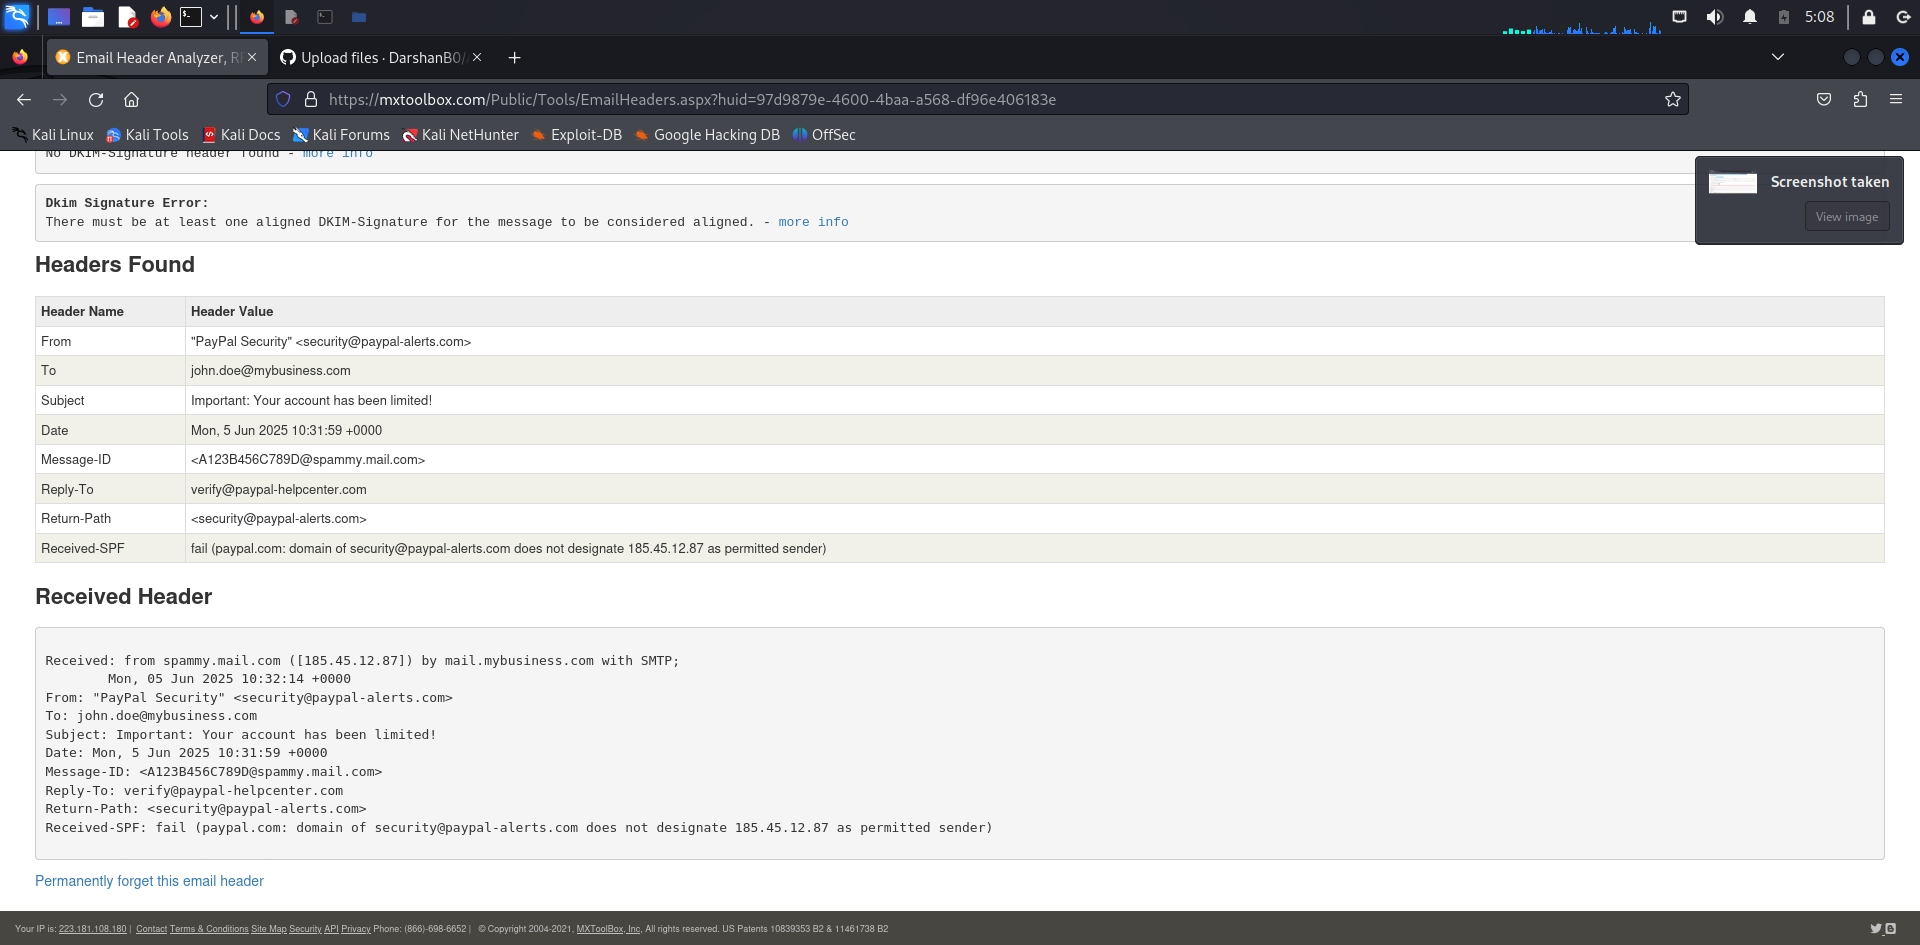 5:08
Email Header Analyzer, R
Upload files · DarshanB0/
https://mxtoolbox.com/Public/Tools/EmailHeaders.aspx?huid=97d9879e-4600-4baa-a568-df96e406183e
Kali Linux
Kali Tools
Kali Docs
Kali Forums
Kali NetHunter
Exploit-DB
Google Hacking DB
OffSec
No DKIM-Signature header found - more info
Screenshot taken
View image
Dkim Signature Error:
There must be at least one aligned DKIM-Signature for the message to be considered aligned. - more info
Headers Found
Header Name Header Value
From "PayPal Security" <security@paypal-alerts.com>
To john.doe@mybusiness.com
Subject Important: Your account has been limited!
Date Mon, 5 Jun 2025 10:31:59 +0000
Message-ID <A123B456C789D@spammy.mail.com>
Reply-To verify@paypal-helpcenter.com
Return-Path <security@paypal-alerts.com>
Received-SPF fail (paypal.com: domain of security@paypal-alerts.com does not designate 185.45.12.87 as permitted sender)
Received Header
Received: from spammy.mail.com ([185.45.12.87]) by mail.mybusiness.com with SMTP;
Mon, 05 Jun 2025 10:32:14 +0000
From: "PayPal Security" <security@paypal-alerts.com>
To: john.doe@mybusiness.com
Subject: Important: Your account has been limited!
Date: Mon, 5 Jun 2025 10:31:59 +0000
Message-ID: <A123B456C789D@spammy.mail.com>
Reply-To: verify@paypal-helpcenter.com
Return-Path: <security@paypal-alerts.com>
Received-SPF: fail (paypal.com: domain of security@paypal-alerts.com does not designate 185.45.12.87 as permitted sender)
Permanently forget this email header
Your IP is: 223.181.108.180 | Contact Terms & Conditions Site Map Security API Privacy Phone: (866)-698-6652 | © Copyright 2004-2021, MXToolBox, Inc, All rights reserved. US Patents 10839353 B2 & 11461738 B2